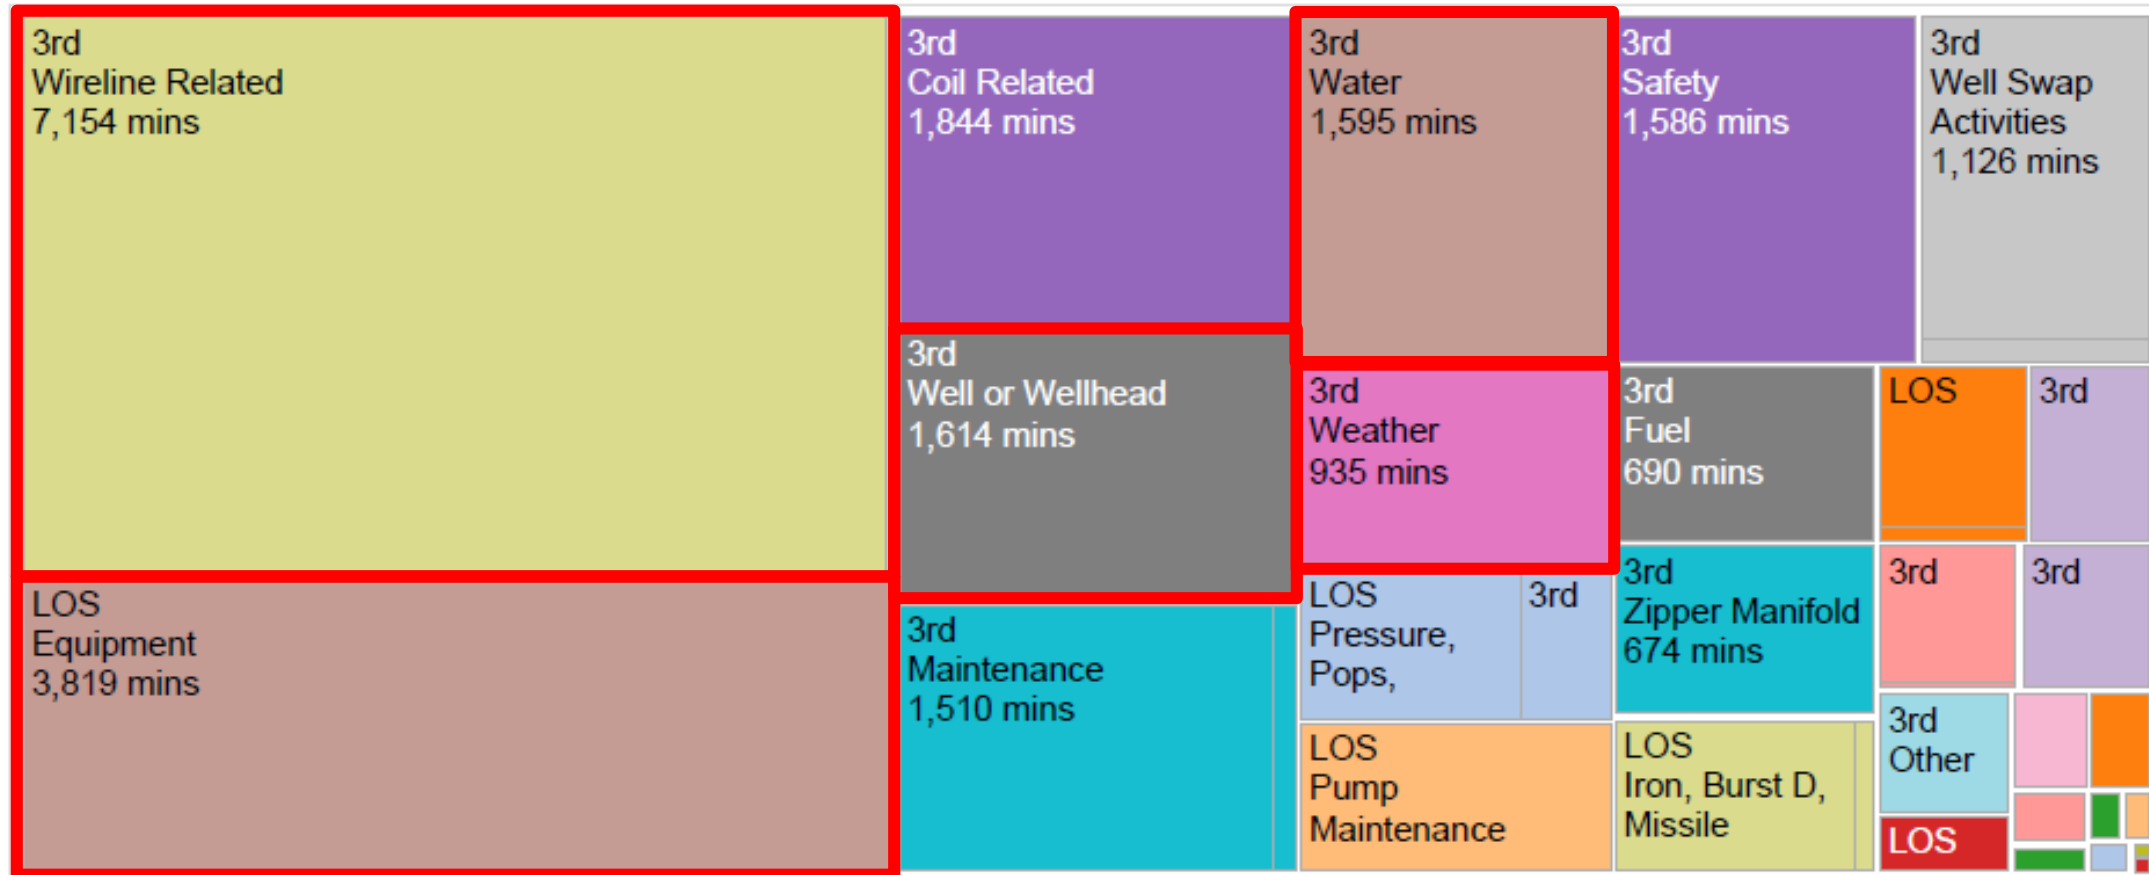 3rd
Wireline Related
7,154 mins
LOS
Equipment
3,819 mins
3rd
Coil Related
1,844 mins
3rd
Well or Wellhead
1,614 mins
3rd
Maintenance
1,510 mins
3rd
Water
1,595 mins
3rd
Weather
935 mins
LOS
Pressure,
Pops,
3rd
LOS
Pump
Maintenance
3rd
Safety
1,586 mins
3rd
Well Swap
Activities
1,126 mins
3rd
Fuel
690 mins
3rd
Zipper Manifold
674 mins
LOS
Iron, Burst D,
Missile
LOS
3rd
3rd
3rd
3rd
Other
LOS